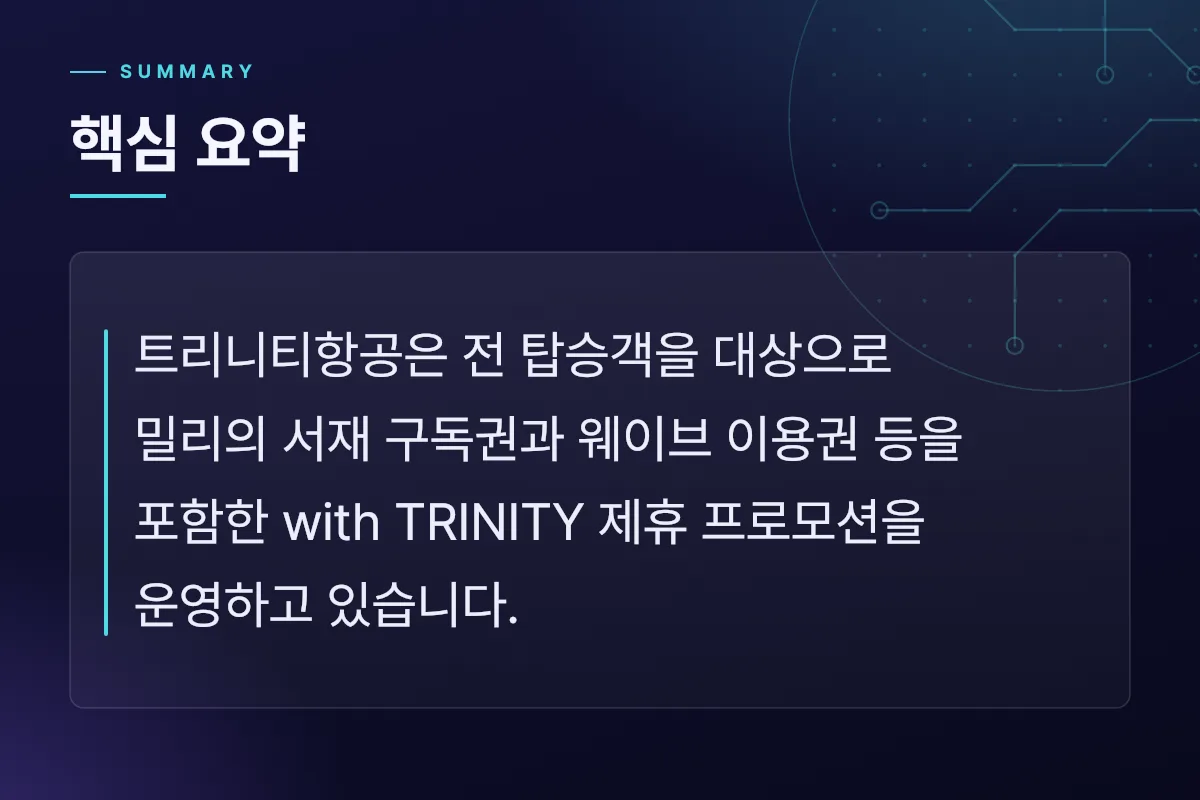 SUMMARY
핵심 요약
트리니티항공은 전 탑승객을 대상으로
밀리의 서재 구독권과 웨이브 이용권 등을
포함한 with TRINITY 제휴 프로모션을
운영하고 있습니다.